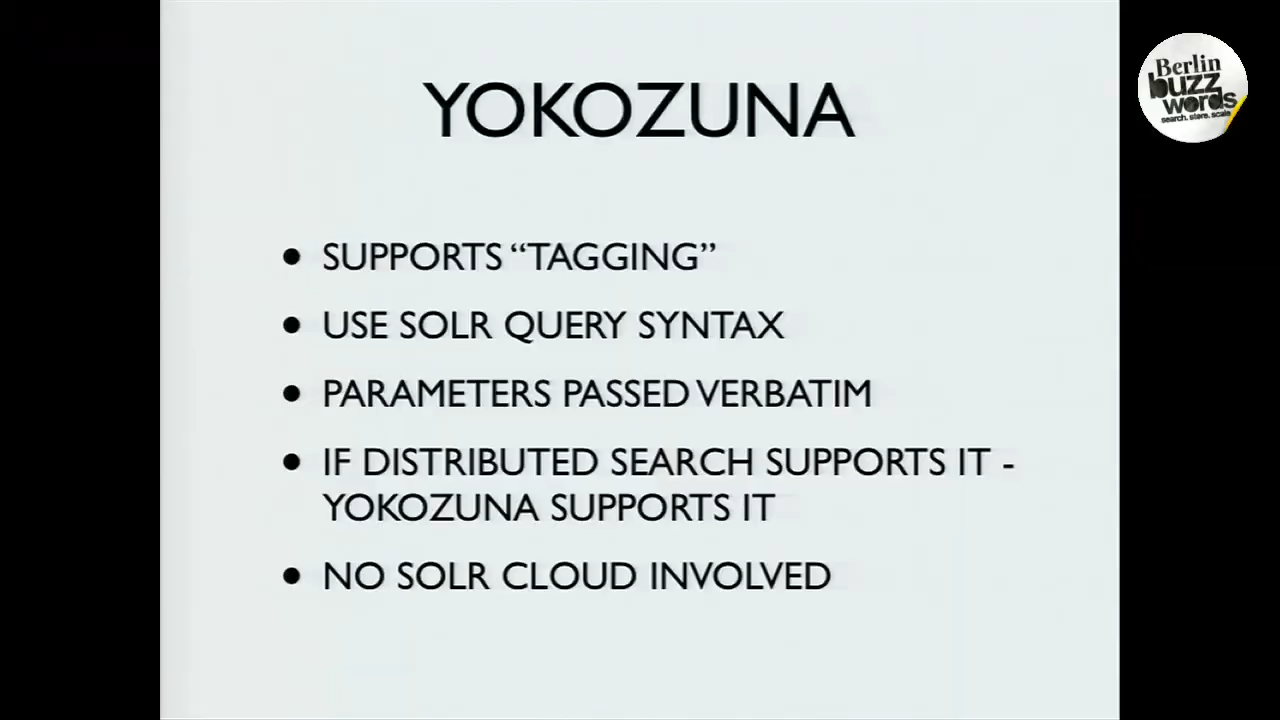 YOKOZUNA
Berlin
buzz
words
search. store. scale
• SUPPORTS “TAGGING”
• USE SOLR QUERY SYNTAX
• PARAMETERS PASSED VERBATIM
• IF DISTRIBUTED SEARCH SUPPORTS IT -
YOKOZUNA SUPPORTS IT
• NO SOLR CLOUD INVOLVED